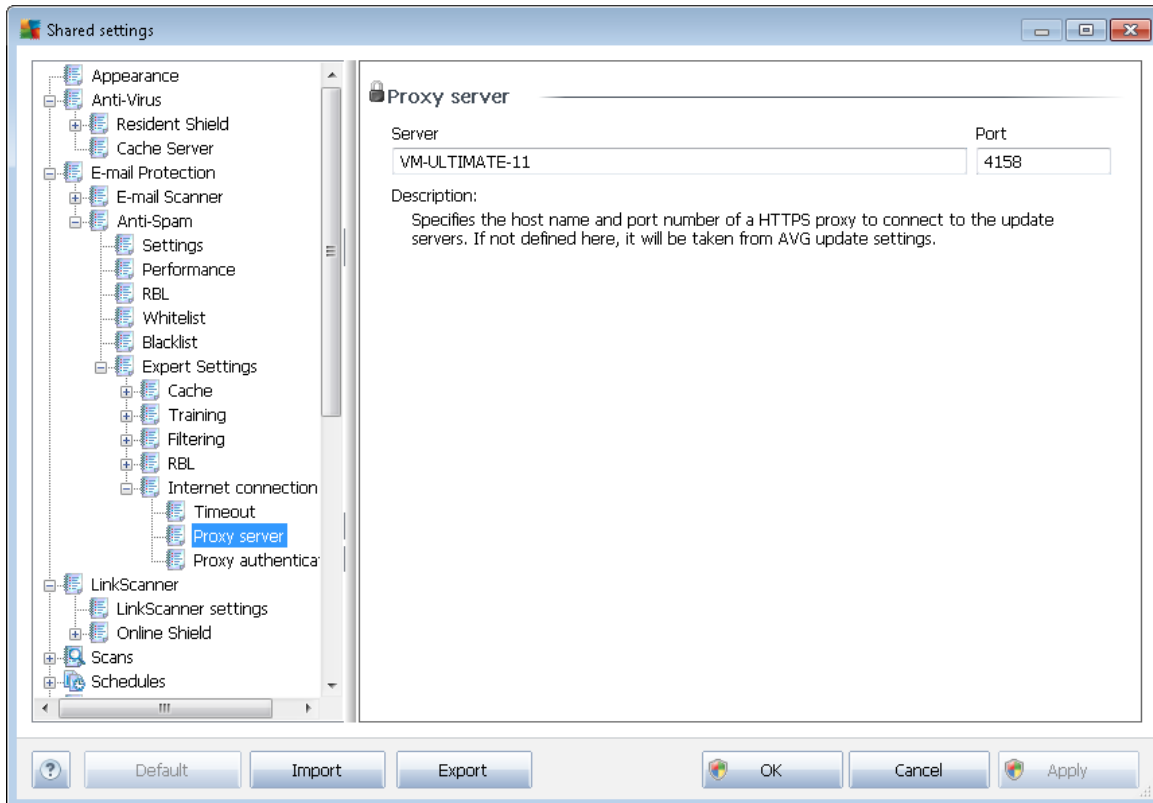 Shared settings
Appearance
Anti-Virus
Resident Shield
Cache Server
E-mail Protection
E-mail Scanner
Anti-Spam
Settings
Performance
RBL
Whitelist
Blacklist
Expert Settings
Cache
Training
Filtering
RBL
Internet connection
Timeout
Proxy server
Proxy authentica
LinkScanner
LinkScanner settings
Online Shield
Scans
Schedules
Proxy server
Server Port
VM-ULTIMATE-11 4158
Description:
Specifies the host name and port number of a HTTPS proxy to connect to the update
servers. If not defined here, it will be taken from AVG update settings.
? Default Import Export OK Cancel Apply